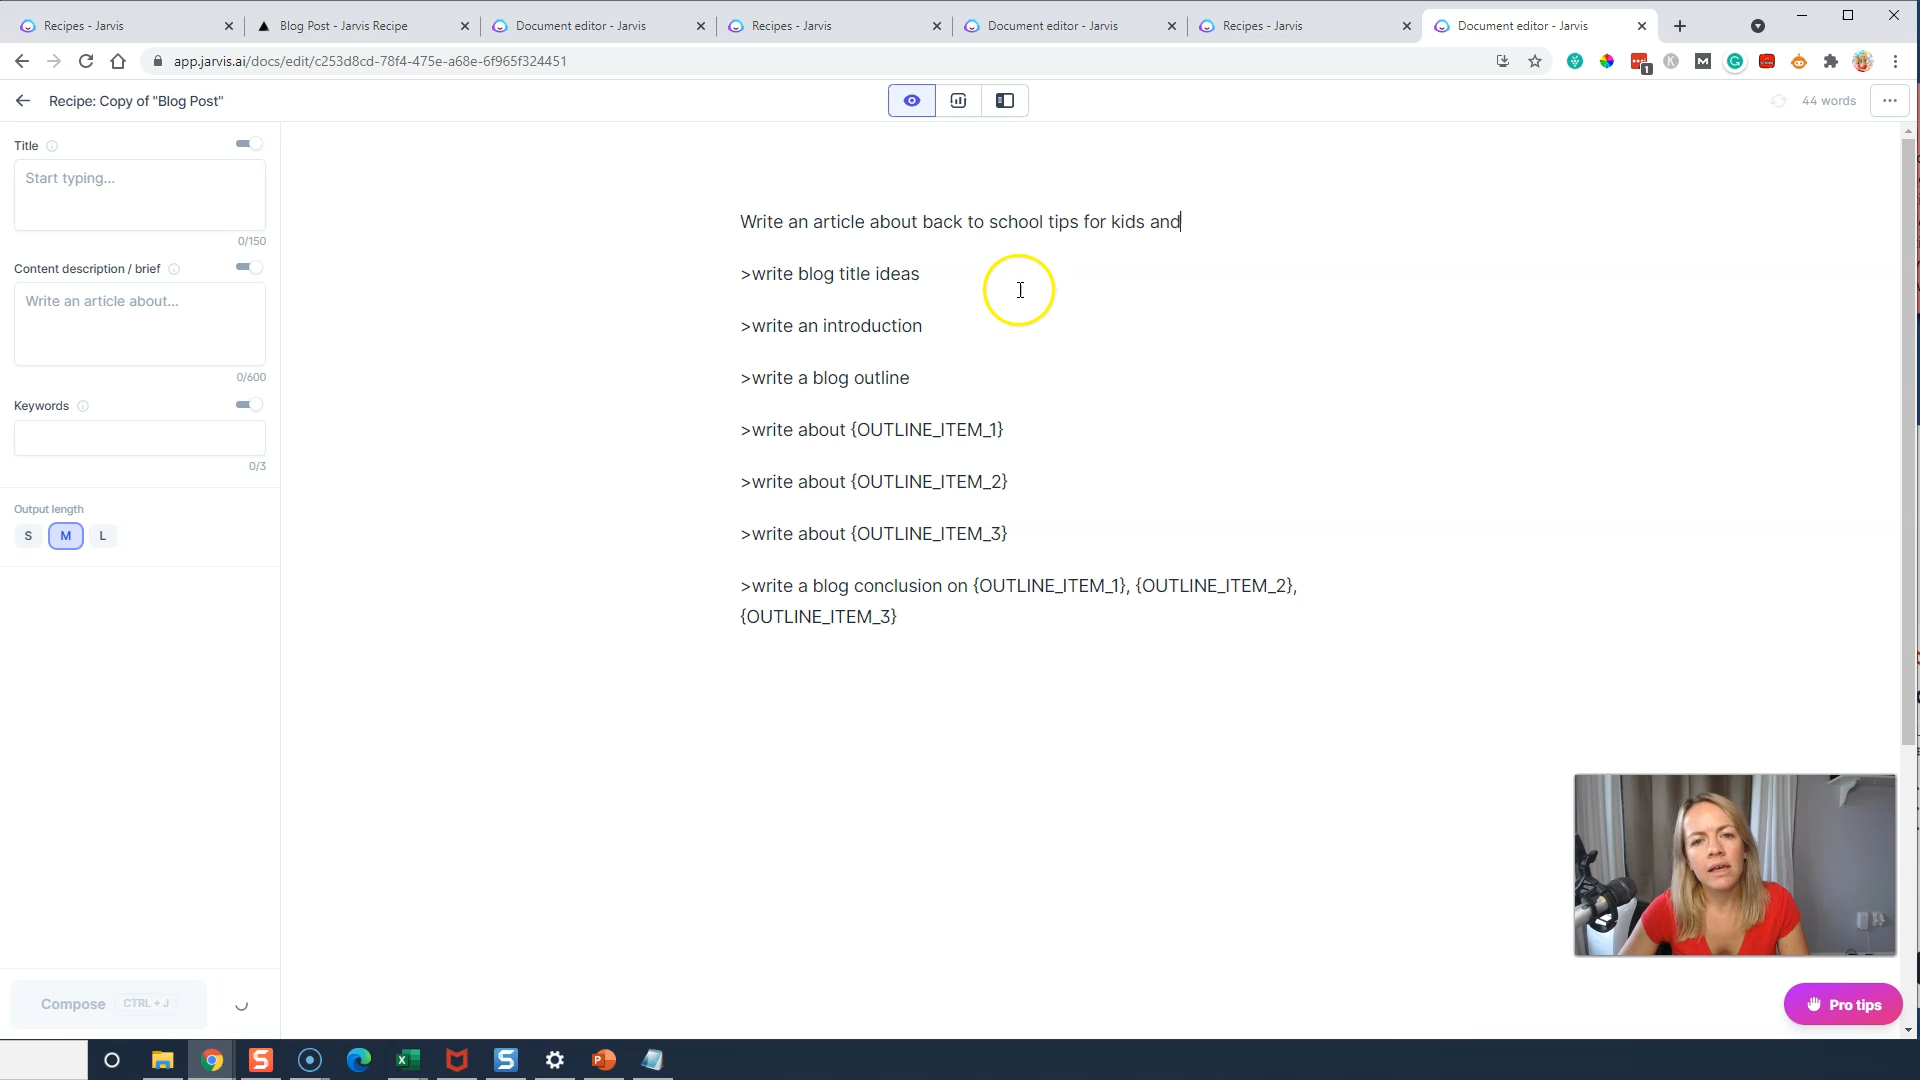 Recipes - Jarvis
Blog Post - Jarvis Recipe
Document editor - Jarvis
Recipes - Jarvis
Document editor - Jarvis
Recipes - Jarvis
Document editor - Jarvis
app.jarvis.ai/docs/edit/c253d8cd-78f4-475e-a68e-6f965f324451
Recipe: Copy of "Blog Post"
44 words
Title
Start typing...
0/150
Content description / brief
Write an article about...
0/600
Keywords
0/3
Output length
S M L
Compose CTRL + J
Write an article about back to school tips for kids and
>write blog title ideas
>write an introduction
>write a blog outline
>write about {OUTLINE_ITEM_1}
>write about {OUTLINE_ITEM_2}
>write about {OUTLINE_ITEM_3}
>write a blog conclusion on {OUTLINE_ITEM_1}, {OUTLINE_ITEM_2},
{OUTLINE_ITEM_3}
Pro tips